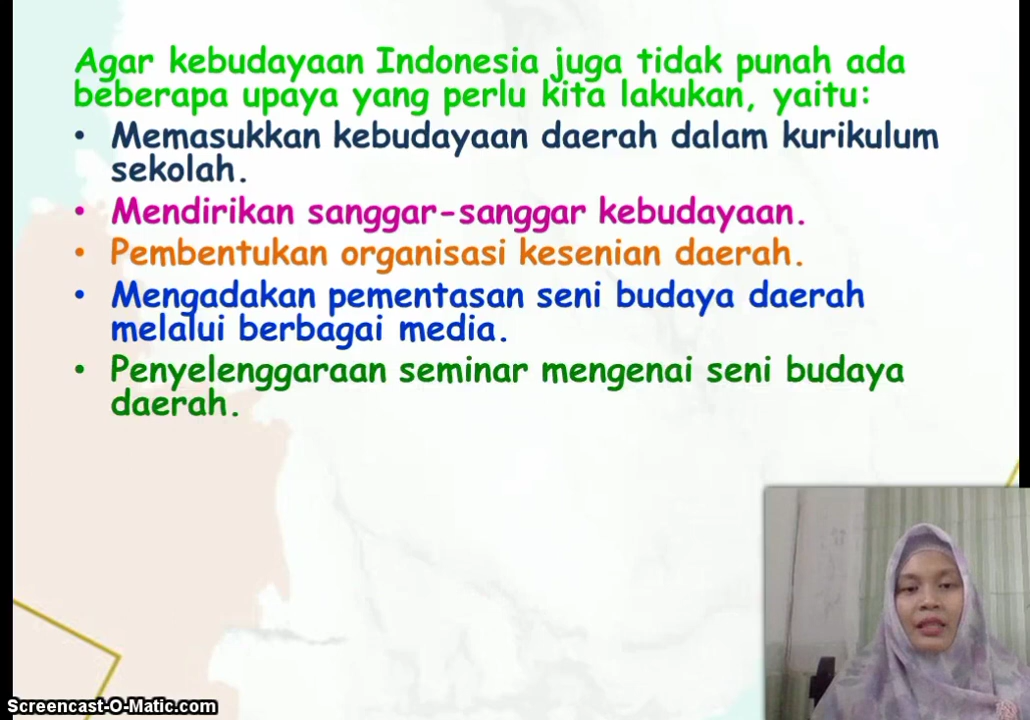 Agar kebudayaan Indonesia juga tidak punah ada
beberapa upaya yang perlu kita lakukan, yaitu:
• Memasukkan kebudayaan daerah dalam kurikulum
sekolah.
• Mendirikan sanggar-sanggar kebudayaan.
• Pembentukan organisasi kesenian daerah.
• Mengadakan pementasan seni budaya daerah
melalui berbagai media.
• Penyelenggaraan seminar mengenai seni budaya
daerah.
Screencast-O-Matic.com